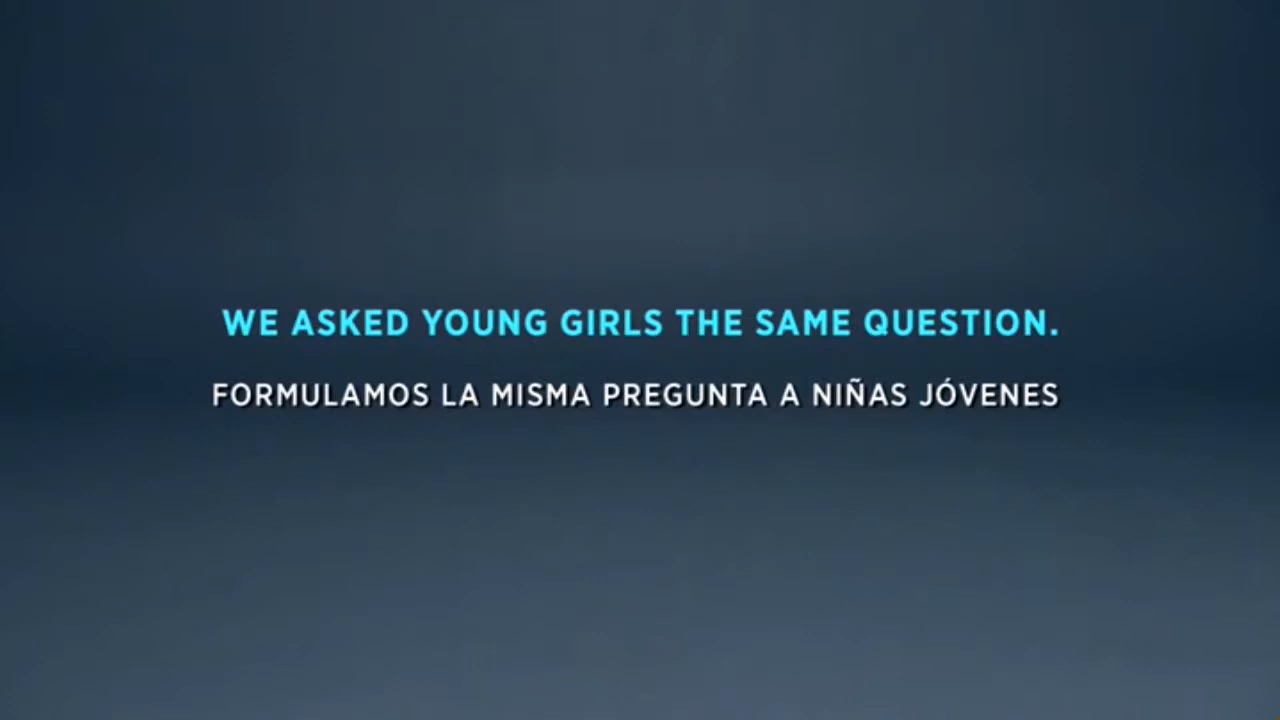 WE ASKED YOUNG GIRLS THE SAME QUESTION.
FORMULAMOS LA MISMA PREGUNTA A NIÑAS JÓVENES